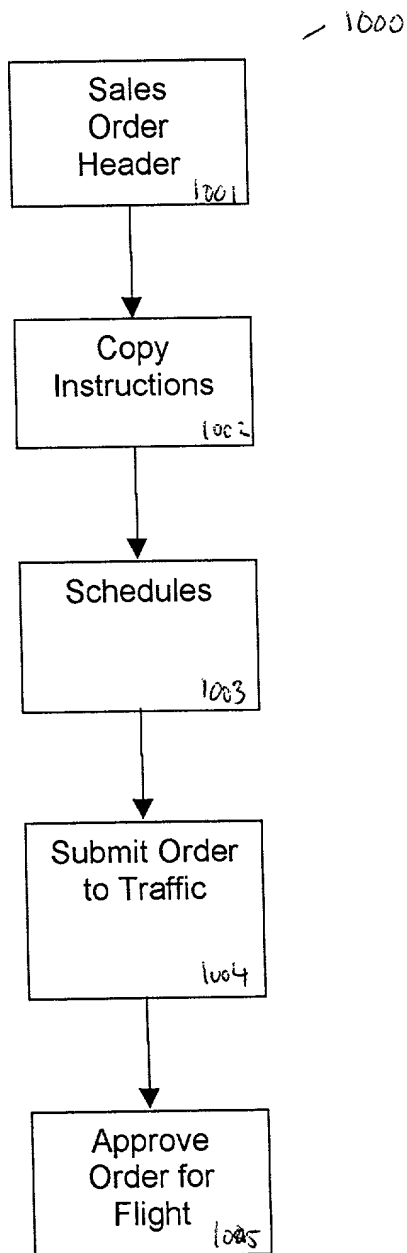 1000
Sales
Order
Header
1001
Copy
Instructions
1002
Schedules
1003
Submit Order
to Traffic
1004
Approve
Order for
Flight
1005